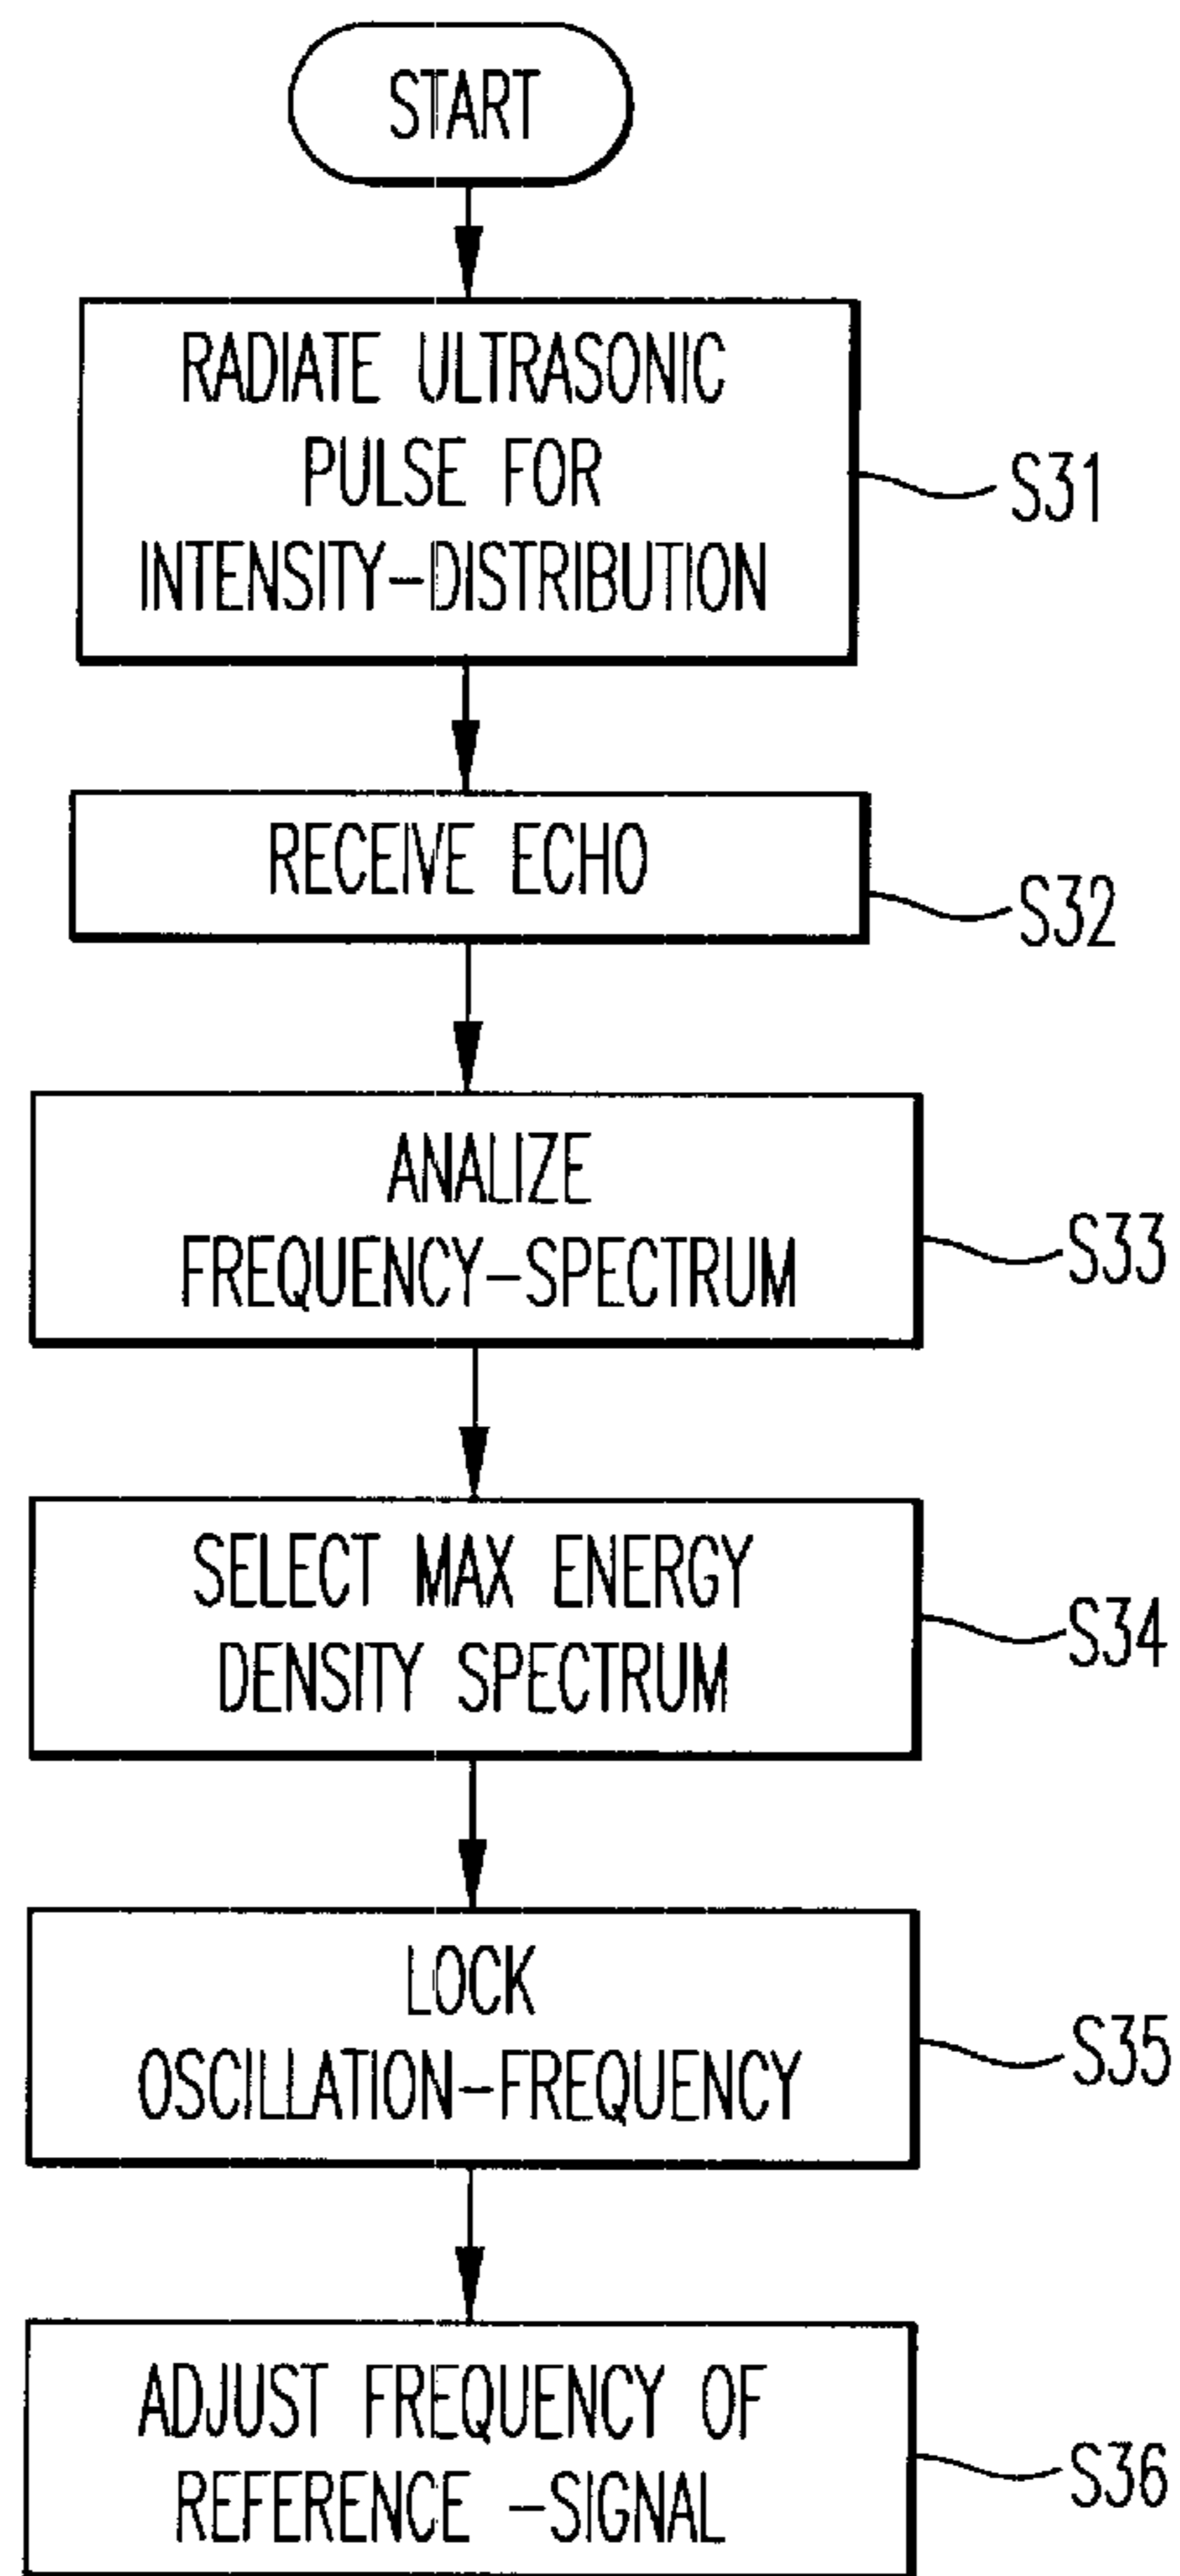 START
RADIATE ULTRASONIC
PULSE FOR
INTENSITY-DISTRIBUTION
S31
RECEIVE ECHO
S32
ANALIZE
FREQUENCY-SPECTRUM
S33
SELECT MAX ENERGY
DENSITY SPECTRUM
S34
LOCK
OSCILLATION-FREQUENCY
S35
ADJUST FREQUENCY OF
REFERENCE -SIGNAL
S36